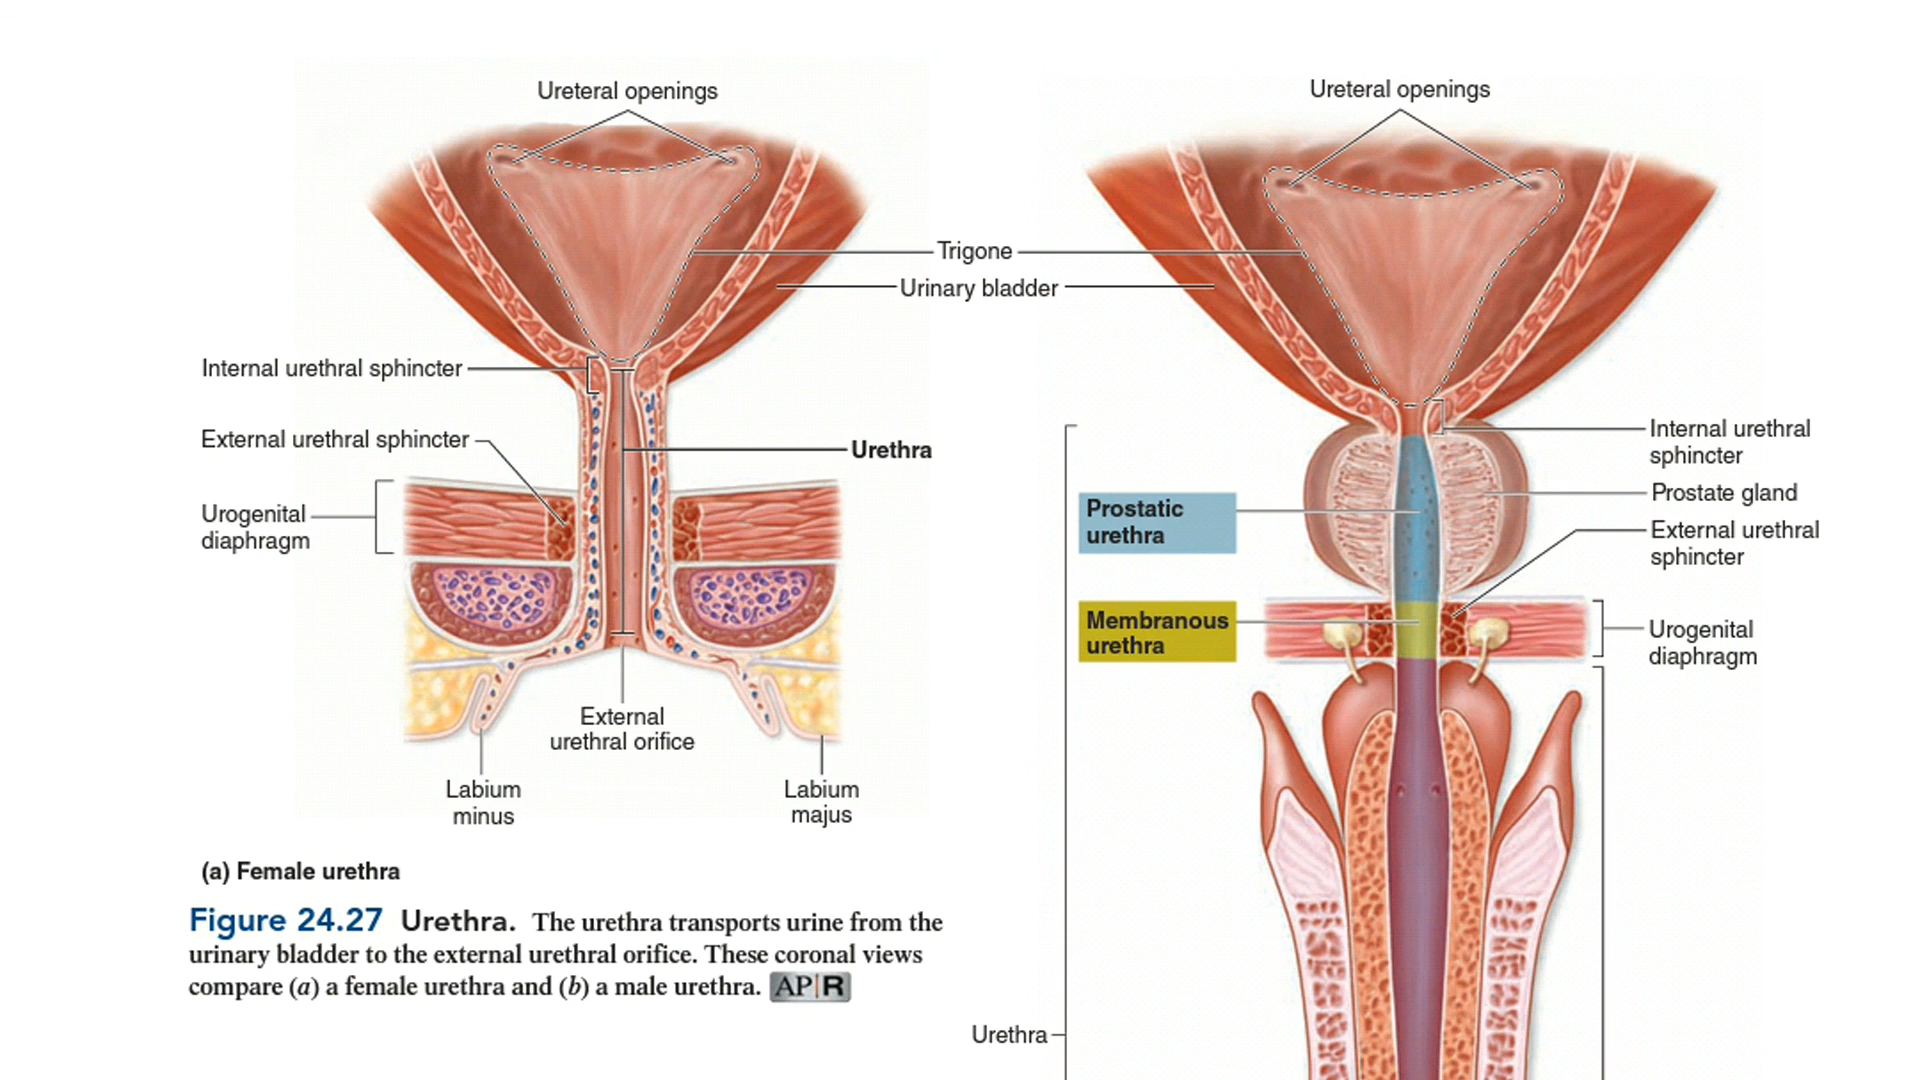 Ureteral openings
Ureteral openings
Trigone
Urinary bladder
Internal urethral sphincter
External urethral sphincter
Urethra
Urogenital
diaphragm
External
urethral orifice
Labium
minus
Labium
majus
(a) Female urethra
Internal urethral
sphincter
Prostate gland
External urethral
sphincter
Prostatic
urethra
Membranous
urethra
Urogenital
diaphragm
Urethra
Figure 24.27 Urethra. The urethra transports urine from the
urinary bladder to the external urethral orifice. These coronal views
compare (a) a female urethra and (b) a male urethra. AP|R